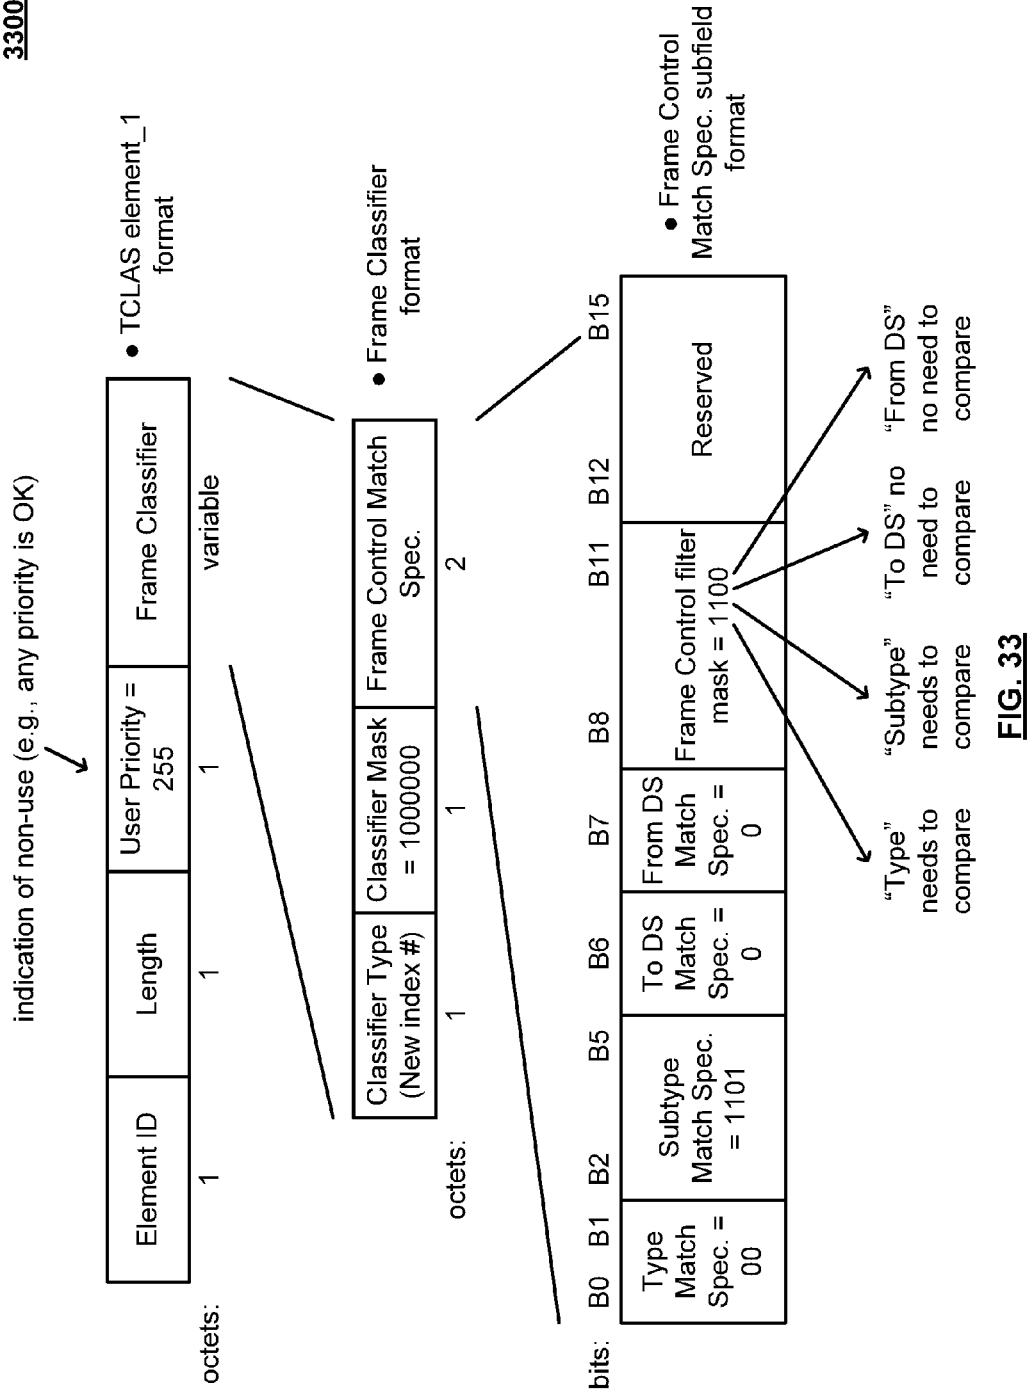 3300
indication of non-use (e.g., any priority is OK)
Element ID
Length
User Priority =
255
Frame Classifier
● TCLAS element_1
format
octets:
1
1
1
variable
Classifier Type
(New index #)
Classifier Mask
= 1000000
Frame Control Match
Spec.
● Frame Classifier
format
octets:
1
1
2
bits:
B0
B1
B2
B5
B6
B7
B8
B11
B12
B15
Type
Match
Spec. =
00
Subtype
Match Spec.
= 1101
To DS
Match
Spec. =
0
From DS
Match
Spec. =
0
Frame Control filter
mask = 1100
Reserved
● Frame Control
Match Spec. subfield
format
“Type”
needs to
compare
“Subtype”
needs to
compare
“To DS” no
need to
compare
“From DS”
no need to
compare
FIG. 33